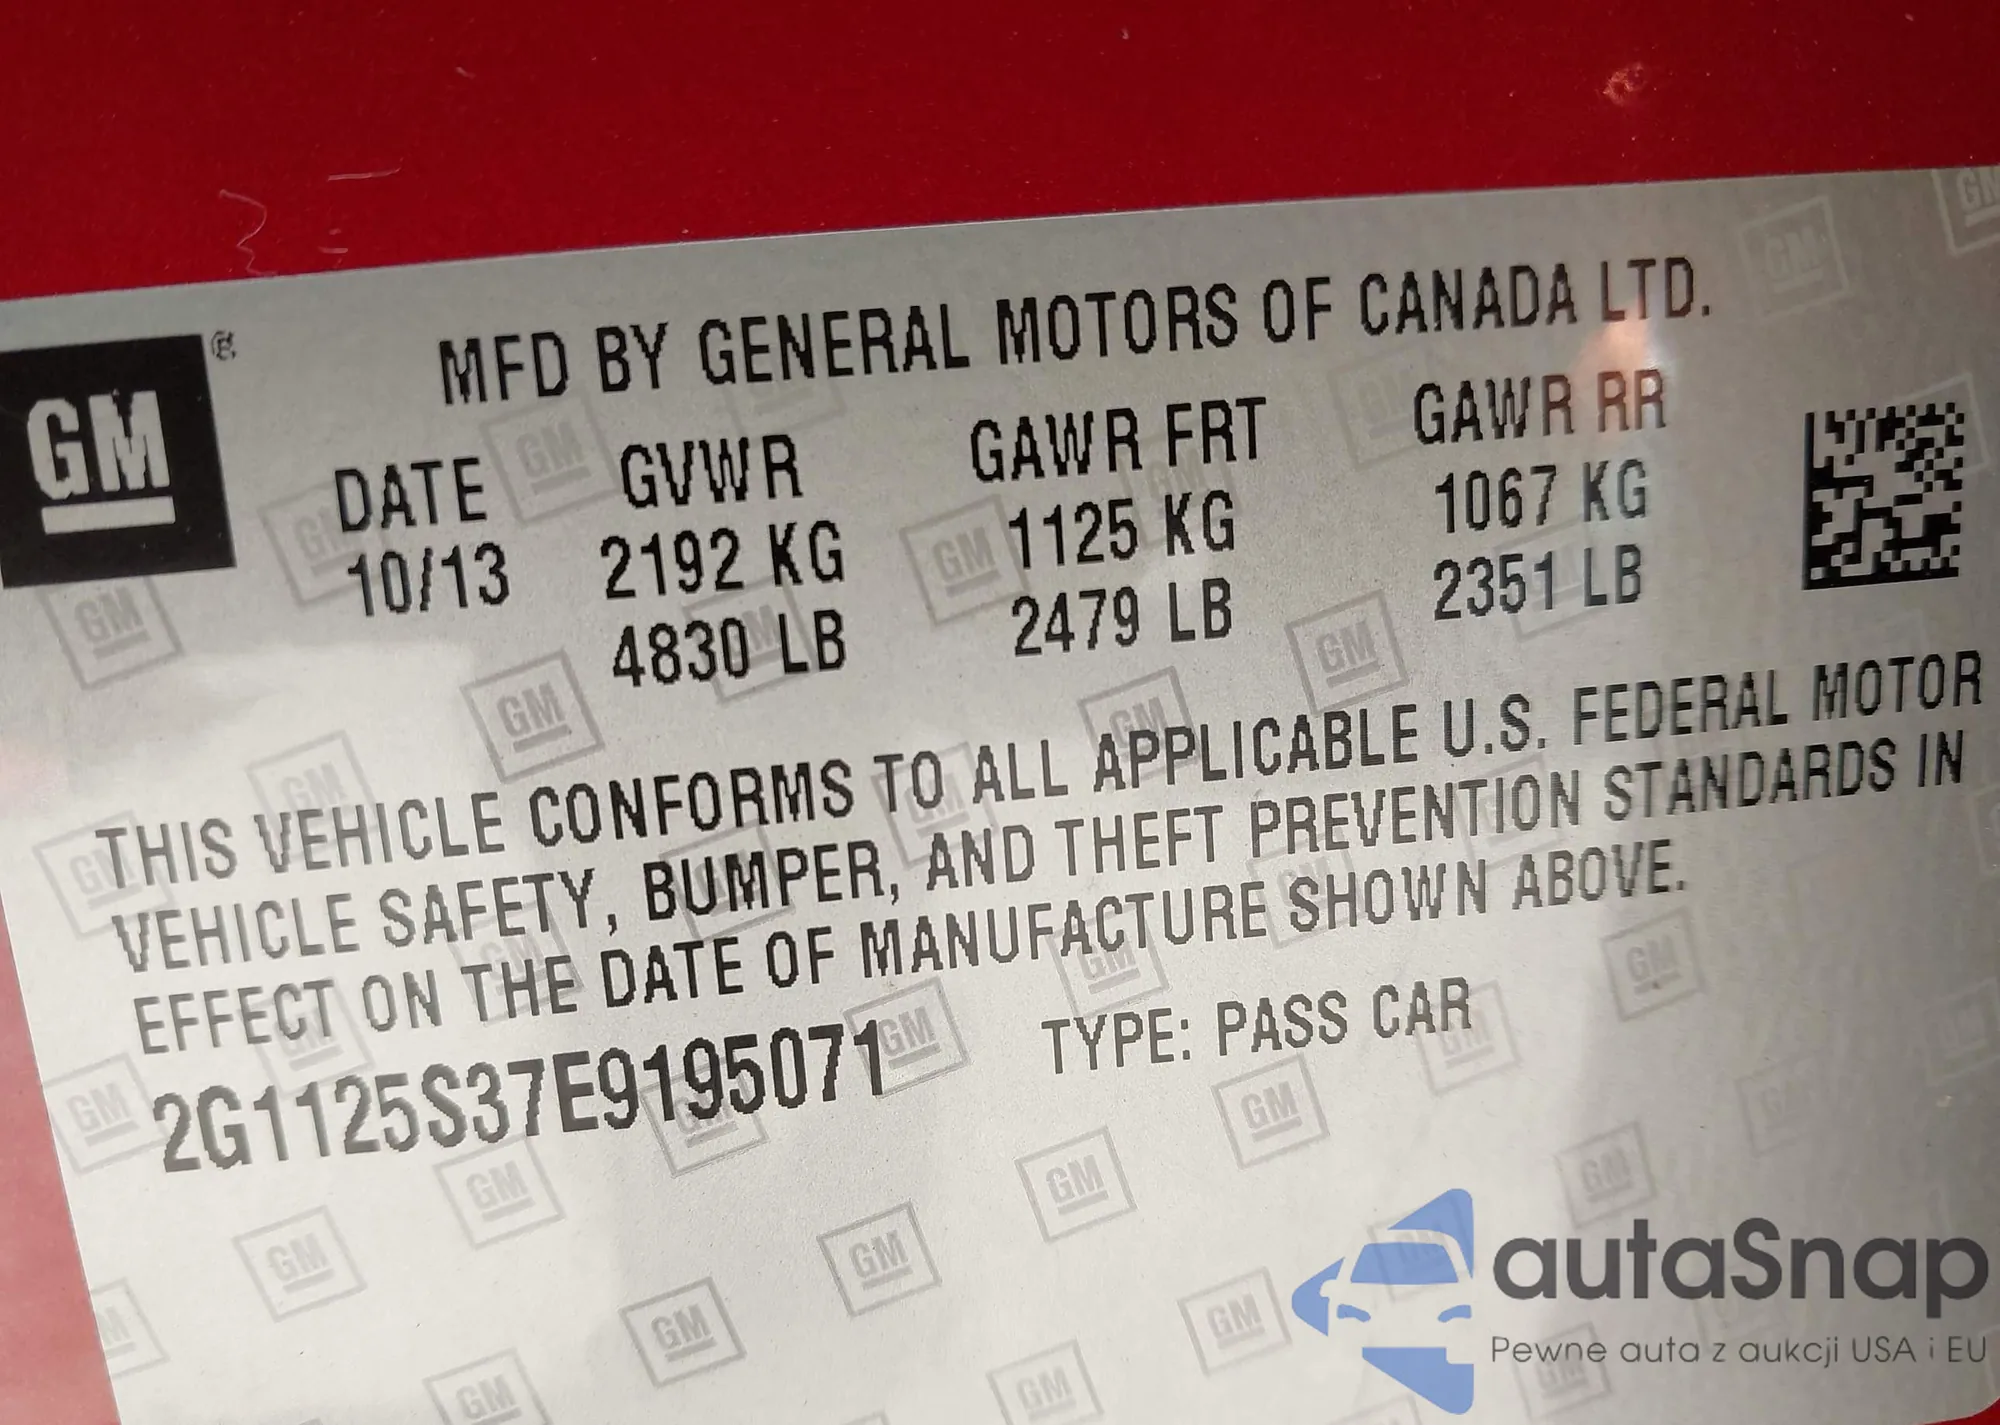 GM®
MFD BY GENERAL MOTORS OF CANADA LTD.
DATE GVWR GAWR FRT GAWR RR
10/13 2192 KG 1125 KG 1067 KG
4830 LB 2479 LB 2351 LB
THIS VEHICLE CONFORMS TO ALL APPLICABLE U.S. FEDERAL MOTOR
VEHICLE SAFETY, BUMPER, AND THEFT PREVENTION STANDARDS IN
EFFECT ON THE DATE OF MANUFACTURE SHOWN ABOVE.
2G1125S37E9195071 TYPE: PASS CAR
autaSnap
Pewne auta z aukcji USA i EU